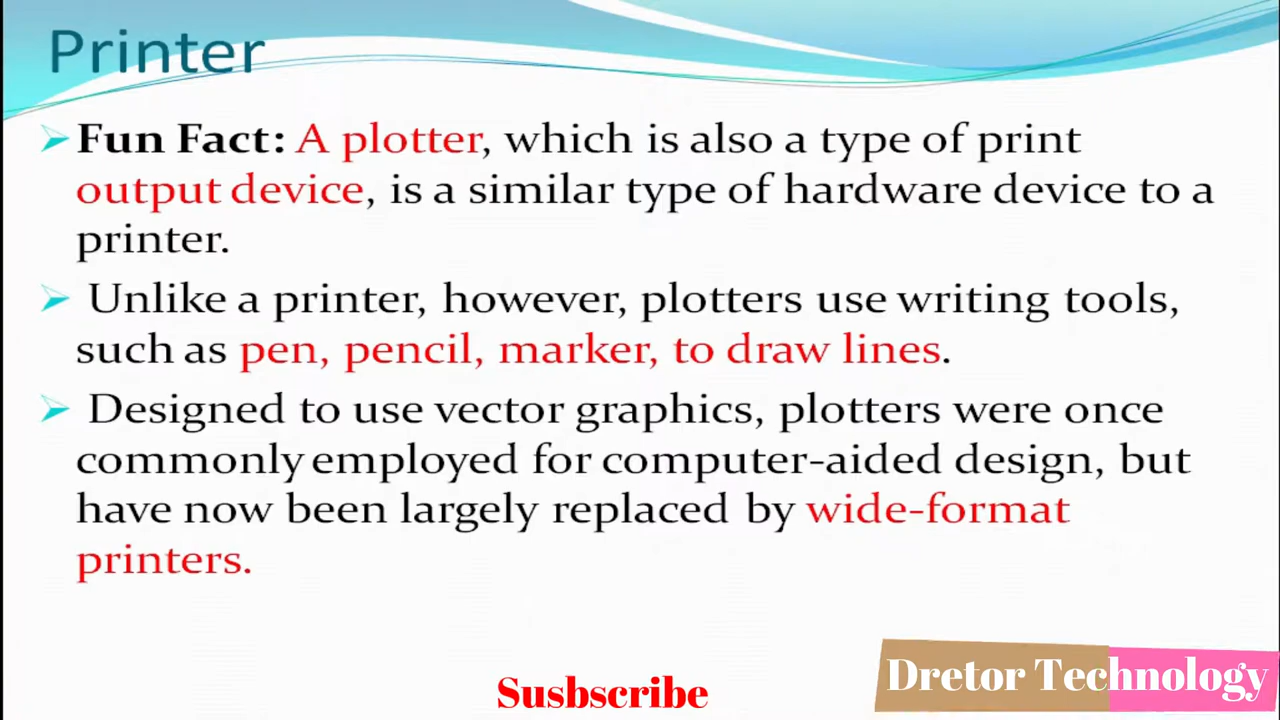 Printer
➢Fun Fact: A plotter, which is also a type of print
output device, is a similar type of hardware device to a
printer.
➢ Unlike a printer, however, plotters use writing tools,
such as pen, pencil, marker, to draw lines.
➢ Designed to use vector graphics, plotters were once
commonly employed for computer-aided design, but
have now been largely replaced by wide-format
printers.
Susbscribe
Dretor Technology